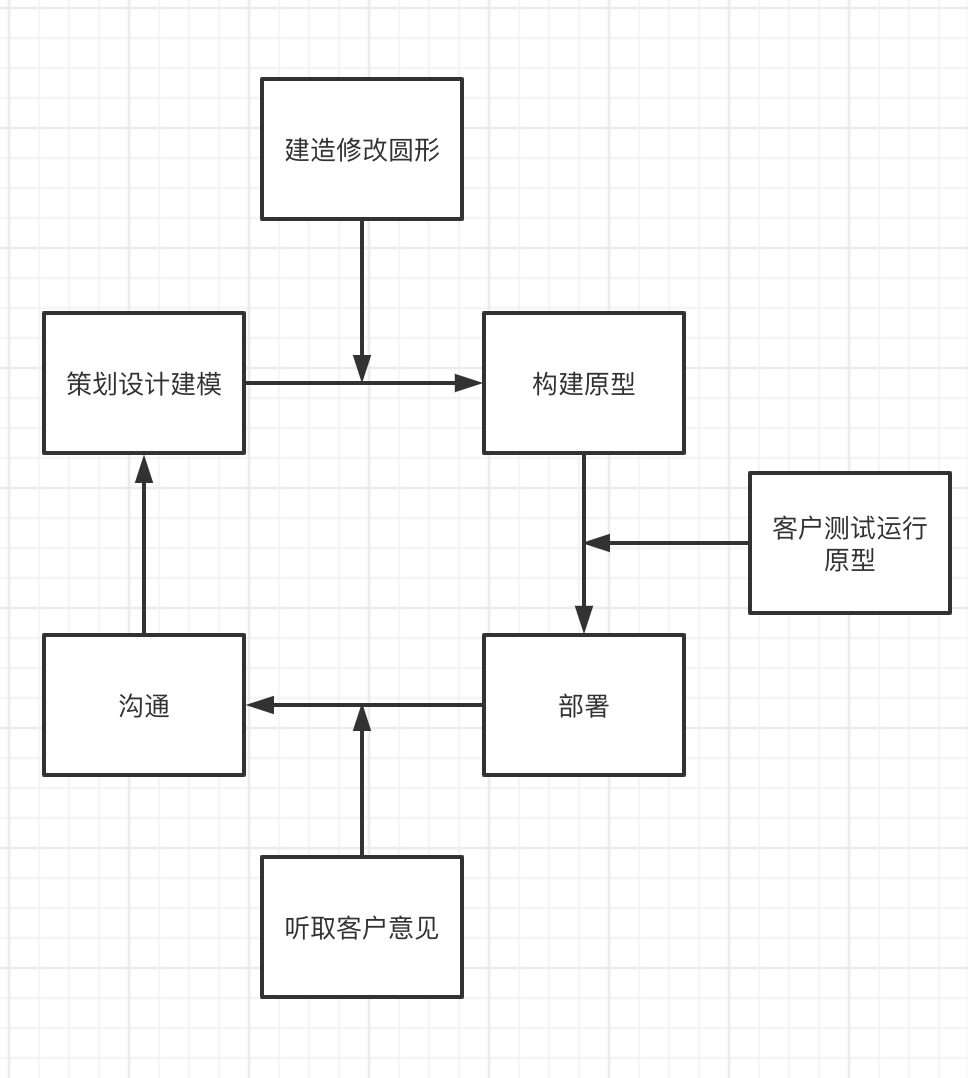 建造修改圆形
策划设计建模
构建原型
客户测试运行
原型
沟通
部署
听取客户意见